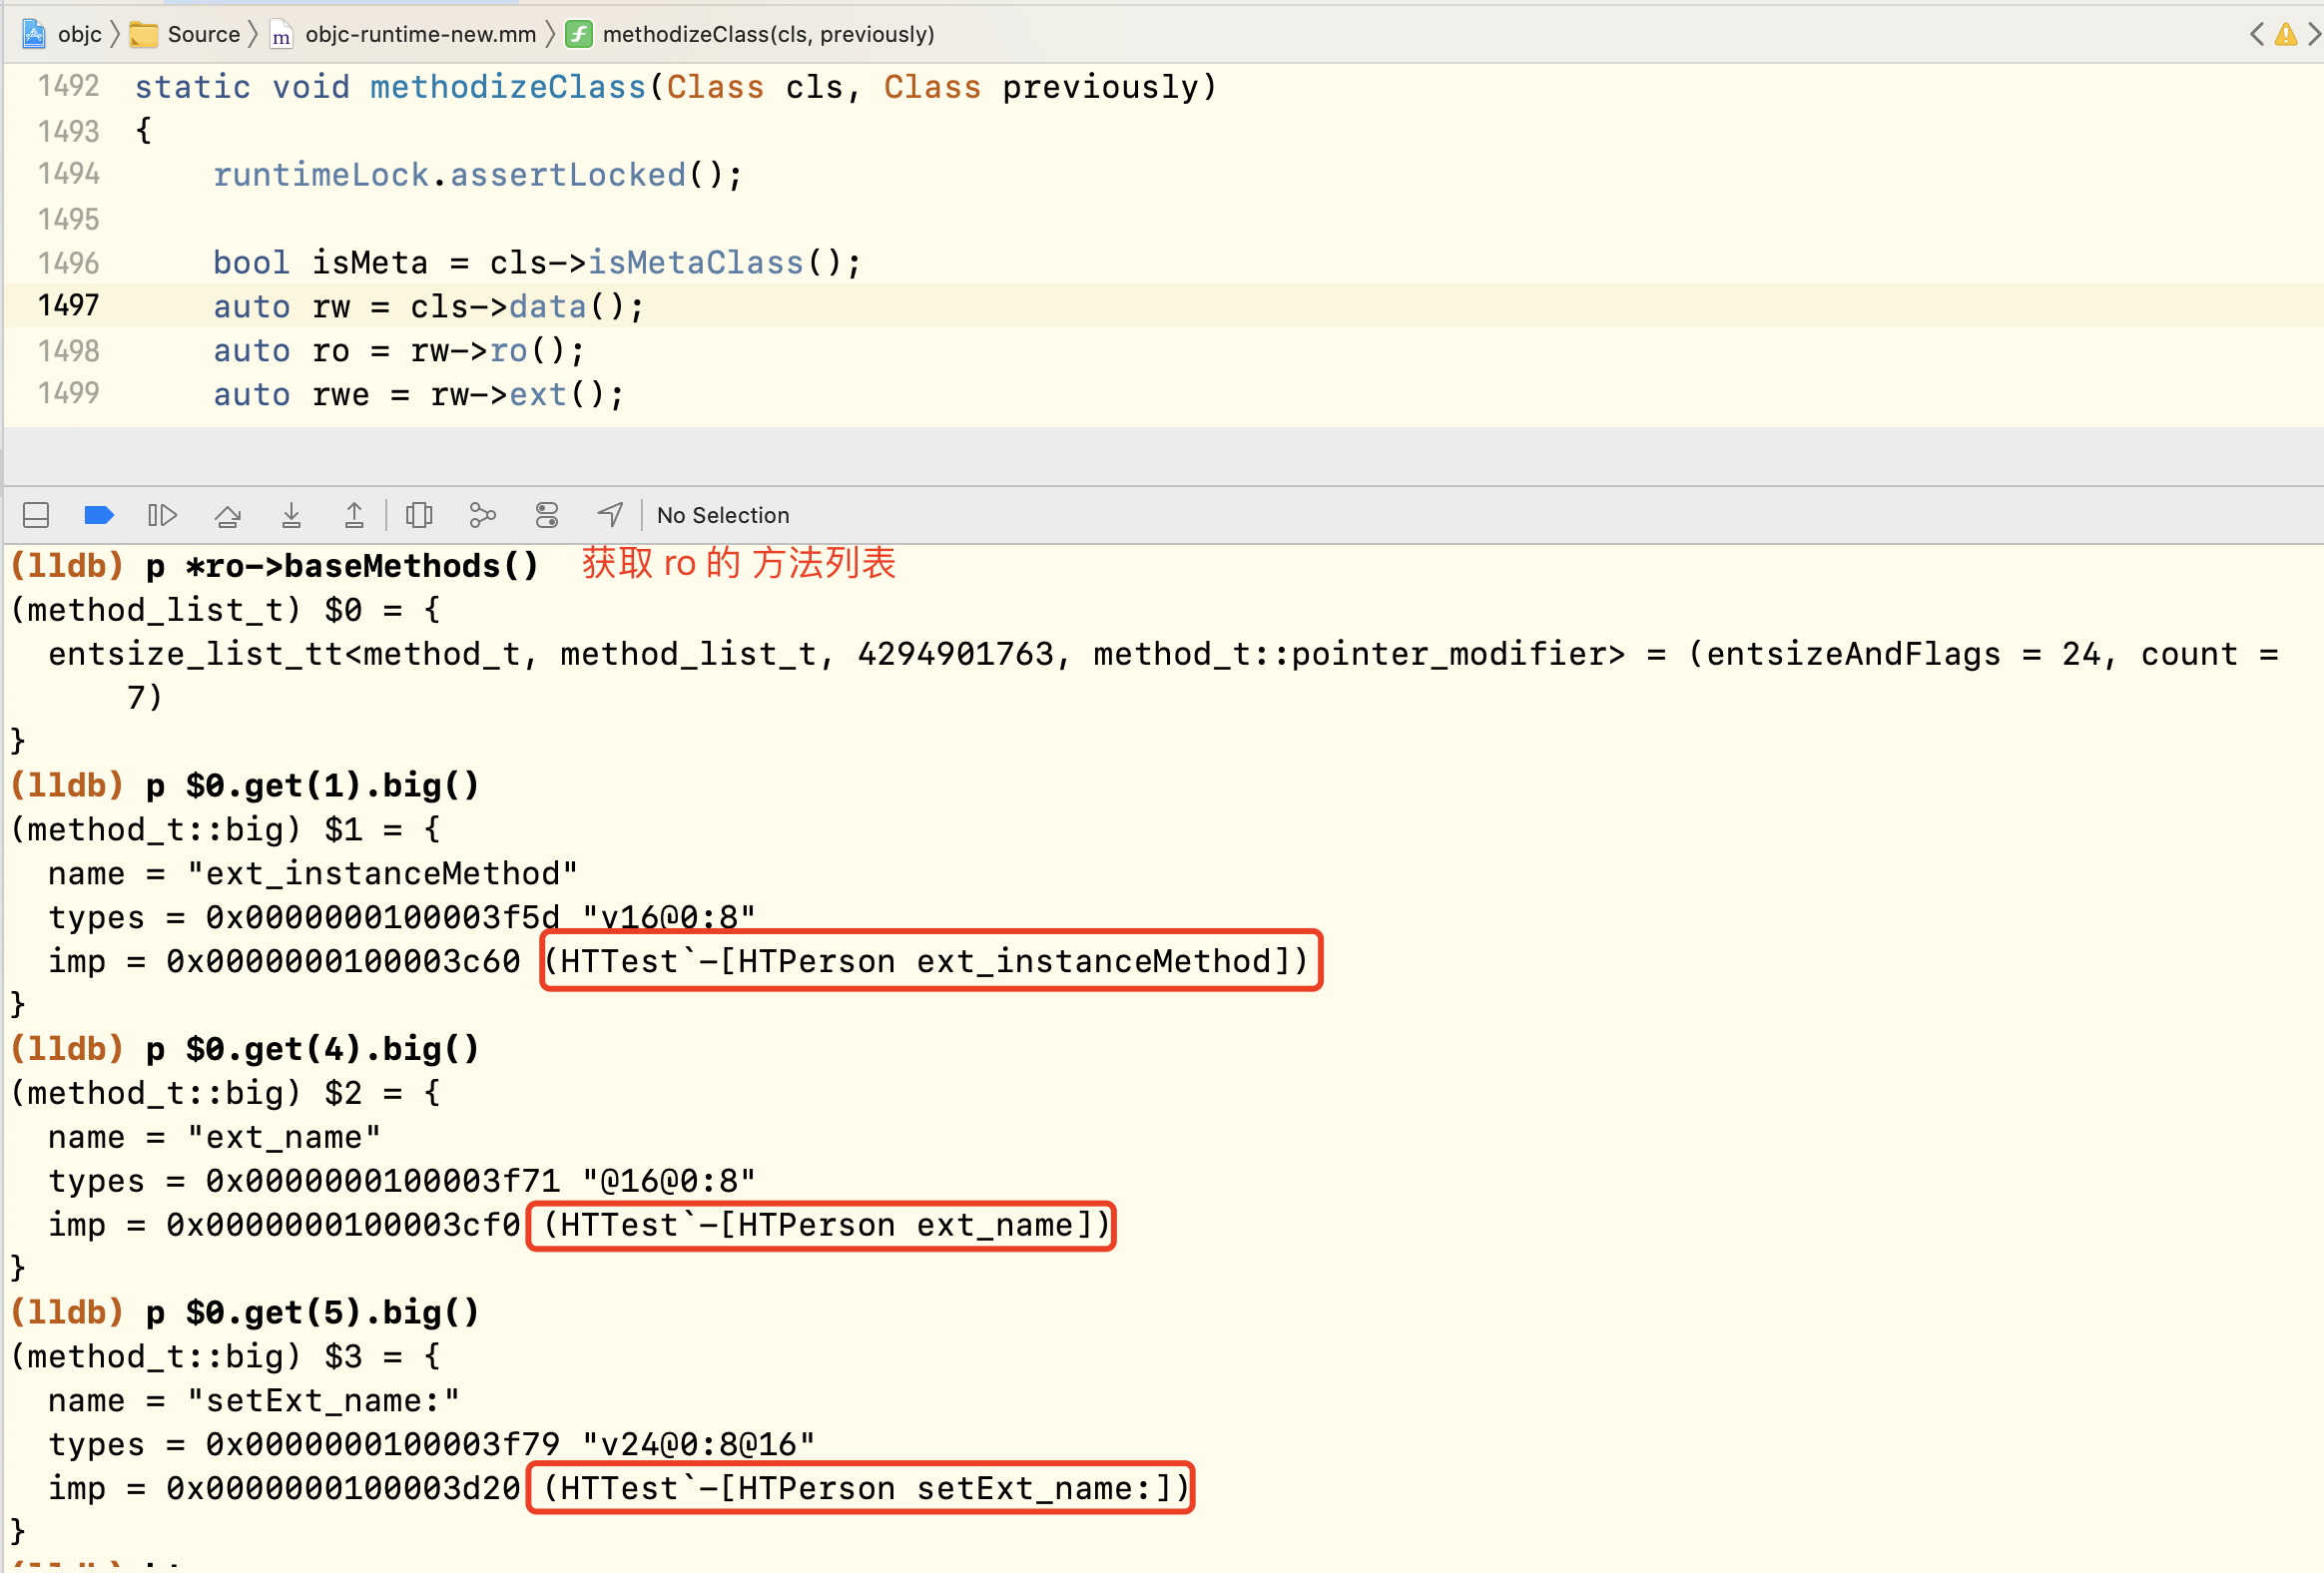 objc 〉 Source 〉 m objc-runtime-new.mm 〉 f methodizeClass(cls, previously)
1492 static void methodizeClass(Class cls, Class previously)
1493 {
1494     runtimeLock.assertLocked();
1495
1496     bool isMeta = cls->isMetaClass();
1497     auto rw = cls->data();
1498     auto ro = rw->ro();
1499     auto rwe = rw->ext();
No Selection
(lldb) p *ro->baseMethods()  获取 ro 的 方法列表
(method_list_t) $0 = {
  entsize_list_tt<method_t, method_list_t, 4294901763, method_t::pointer_modifier> = (entsizeAndFlags = 24, count =
      7)
}
(lldb) p $0.get(1).big()
(method_t::big) $1 = {
  name = "ext_instanceMethod"
  types = 0x0000000100003f5d "v16@0:8"
  imp = 0x0000000100003c60 (HTTest`-[HTPerson ext_instanceMethod])
}
(lldb) p $0.get(4).big()
(method_t::big) $2 = {
  name = "ext_name"
  types = 0x0000000100003f71 "@16@0:8"
  imp = 0x0000000100003cf0 (HTTest`-[HTPerson ext_name])
}
(lldb) p $0.get(5).big()
(method_t::big) $3 = {
  name = "setExt_name:"
  types = 0x0000000100003f79 "v24@0:8@16"
  imp = 0x0000000100003d20 (HTTest`-[HTPerson setExt_name:])
}